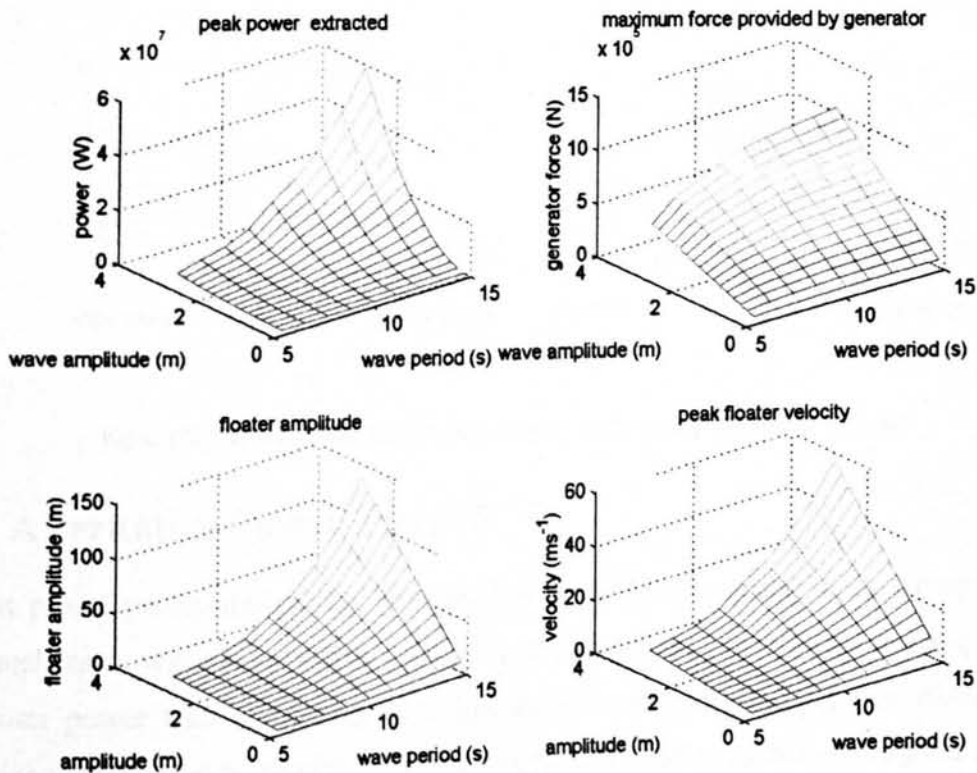 peak power extracted
x 10^7
6
4
2
0
power (W)
4
2
0
wave amplitude (m)
5
10
15
wave period (s)
maximum force provided by generator
x 10^5
15
10
5
0
generator force (N)
4
2
0
wave amplitude (m)
5
10
15
wave period (s)
floater amplitude
150
100
50
0
floater amplitude (m)
4
2
0
amplitude (m)
5
10
15
wave period (s)
peak floater velocity
60
40
20
0
velocity (ms^-1)
4
2
0
amplitude (m)
5
10
15
wave period (s)